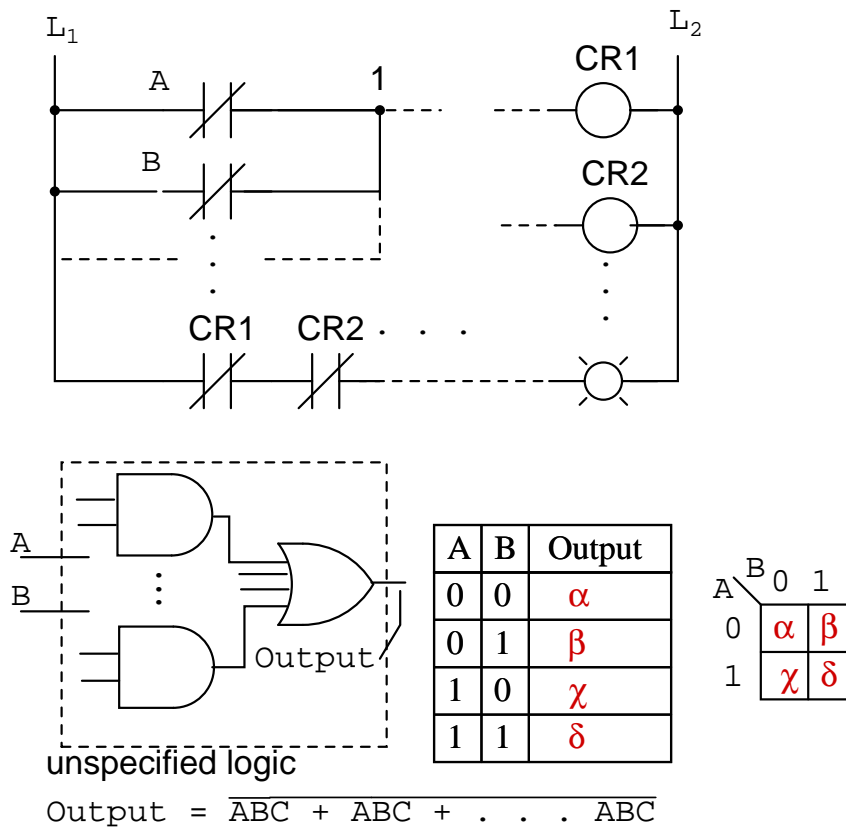 L₁ L₂
A 1 CR1
B CR2
CR1 CR2 . . .
A
B
Output
unspecified logic
A B Output
0 0 α
0 1 β
1 0 χ
1 1 δ
B 0 1
A
0 α β
1 χ δ
Output = ABC + ABC + . . . ABC